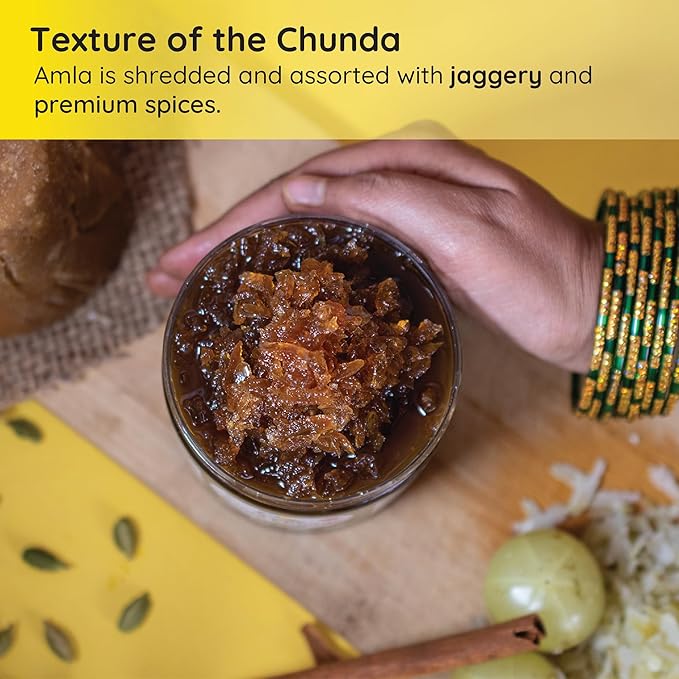 Texture of the Chunda
Amla is shredded and assorted with jaggery and
premium spices.